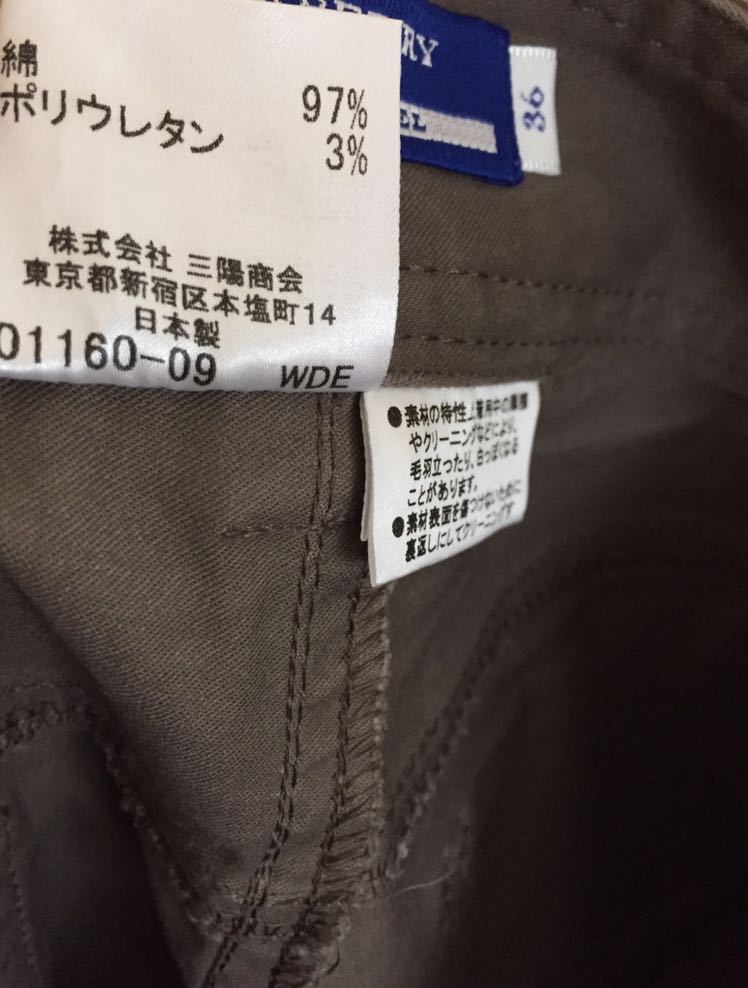 RY
EL
36
綿 97%
ポリウレタン 3%
株式会社 三陽商会
東京都新宿区本塩町14
日本製
01160-09 WDE
●素材の特性上着用中の摩擦
やクリーニングなどにより、
毛羽立ったり、白っぽくなる
ことがあります。
●素材表面を傷つけないために
裏返しにしてクリーニングす